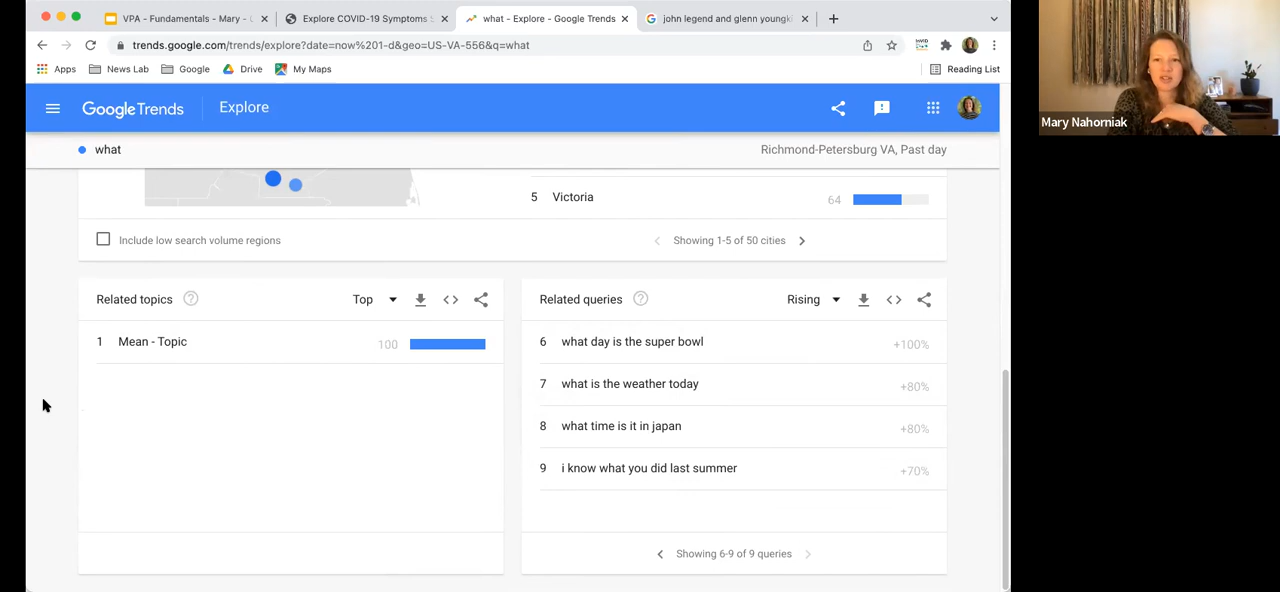 VPA - Fundamentals - Mary -
Explore COVID-19 Symptoms
what - Explore - Google Trends
john legend and glenn youngki
trends.google.com/trends/explore?date=now%201-d&geo=US-VA-556&q=what
Apps
News Lab
Google
Drive
My Maps
Reading List
Google Trends
Explore
what
Richmond-Petersburg VA, Past day
5 Victoria 64
Include low search volume regions
Showing 1-5 of 50 cities
Related topics
Top
1 Mean - Topic 100
Related queries
Rising
6 what day is the super bowl +100%
7 what is the weather today +80%
8 what time is it in japan +80%
9 i know what you did last summer +70%
Showing 6-9 of 9 queries
Mary Nahorniak